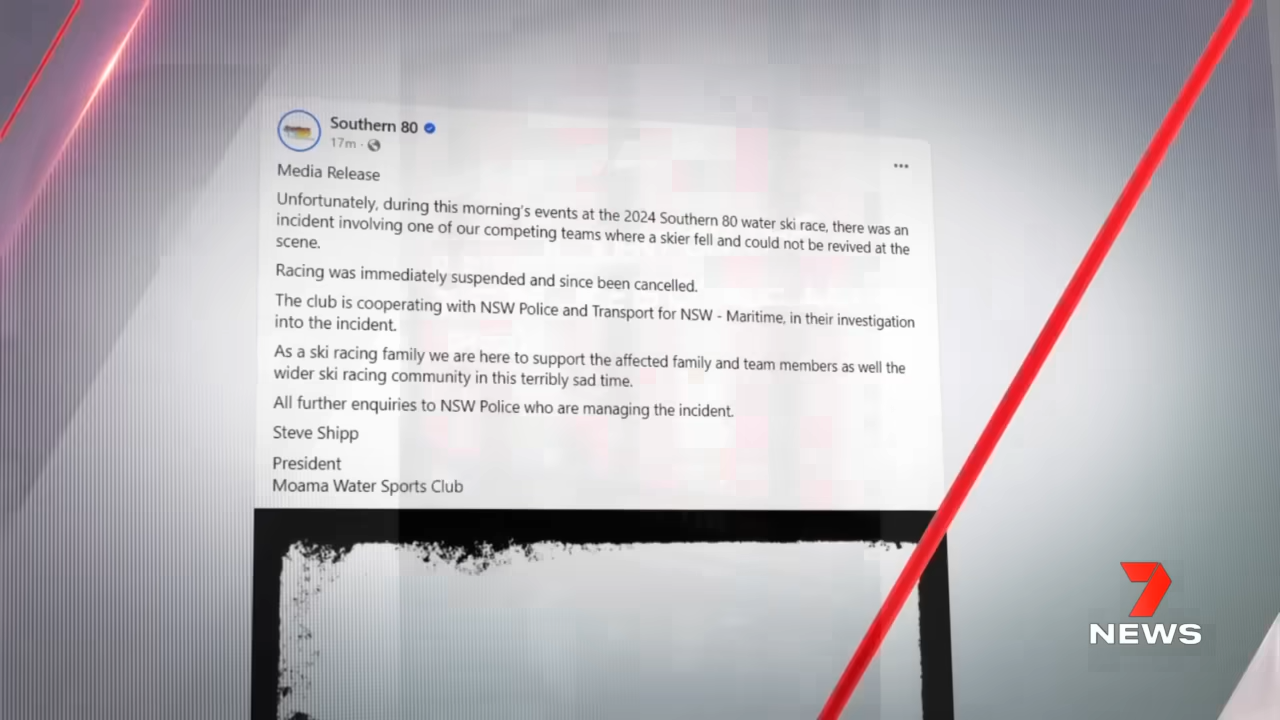 Southern 80
17m ·
Media Release
Unfortunately, during this morning's events at the 2024 Southern 80 water ski race, there was an
incident involving one of our competing teams where a skier fell and could not be revived at the
scene.
Racing was immediately suspended and since been cancelled.
The club is cooperating with NSW Police and Transport for NSW - Maritime, in their investigation
into the incident.
As a ski racing family we are here to support the affected family and team members as well the
wider ski racing community in this terribly sad time.
All further enquiries to NSW Police who are managing the incident.
Steve Shipp
President
Moama Water Sports Club
7
NEWS